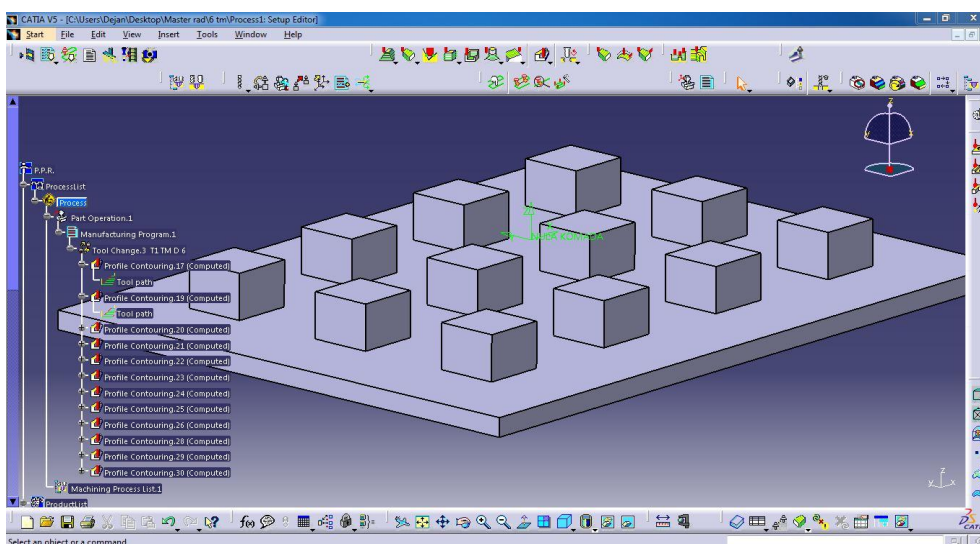 CATIA V5 - [C:\Users\Dejan\Desktop\Master rad\6 tm\Process1: Setup Editor]
Start File Edit View Insert Tools Window Help
P.P.R.
ProcessList
Process
Part Operation.1
Manufacturing Program.1
Tool Change.3 T1 TM D 6
Profile Contouring.17 (Computed)
Tool path
Profile Contouring.19 (Computed)
Tool path
Profile Contouring.20 (Computed)
Profile Contouring.21 (Computed)
Profile Contouring.22 (Computed)
Profile Contouring.23 (Computed)
Profile Contouring.24 (Computed)
Profile Contouring.25 (Computed)
Profile Contouring.26 (Computed)
Profile Contouring.28 (Computed)
Profile Contouring.29 (Computed)
Profile Contouring.30 (Computed)
Machining Process List.1
ProductList
KOMADA
z
z
x
f(x)
Select an object or a command